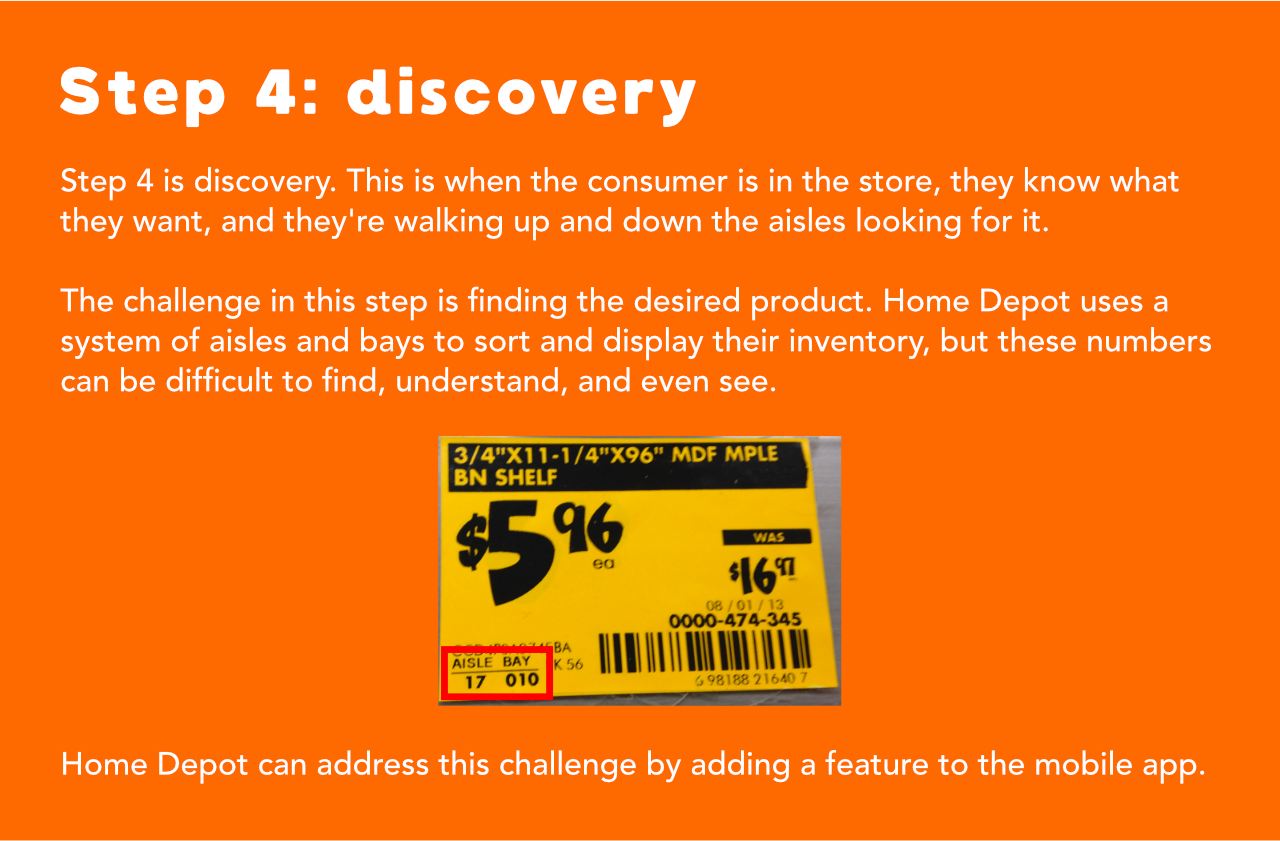 Step 4: discovery
Step 4 is discovery. This is when the consumer is in the store, they know what
they want, and they're walking up and down the aisles looking for it.
The challenge in this step is finding the desired product. Home Depot uses a
system of aisles and bays to sort and display their inventory, but these numbers
can be difficult to find, understand, and even see.
3/4"X11-1/4"X96" MDF MPLE
BN SHELF
$5 96
ea
WAS
$16 97
08 / 01 / 13
0000-474-345
K 56
AISLE BAY
17 010
6 98188 21640 7
Home Depot can address this challenge by adding a feature to the mobile app.